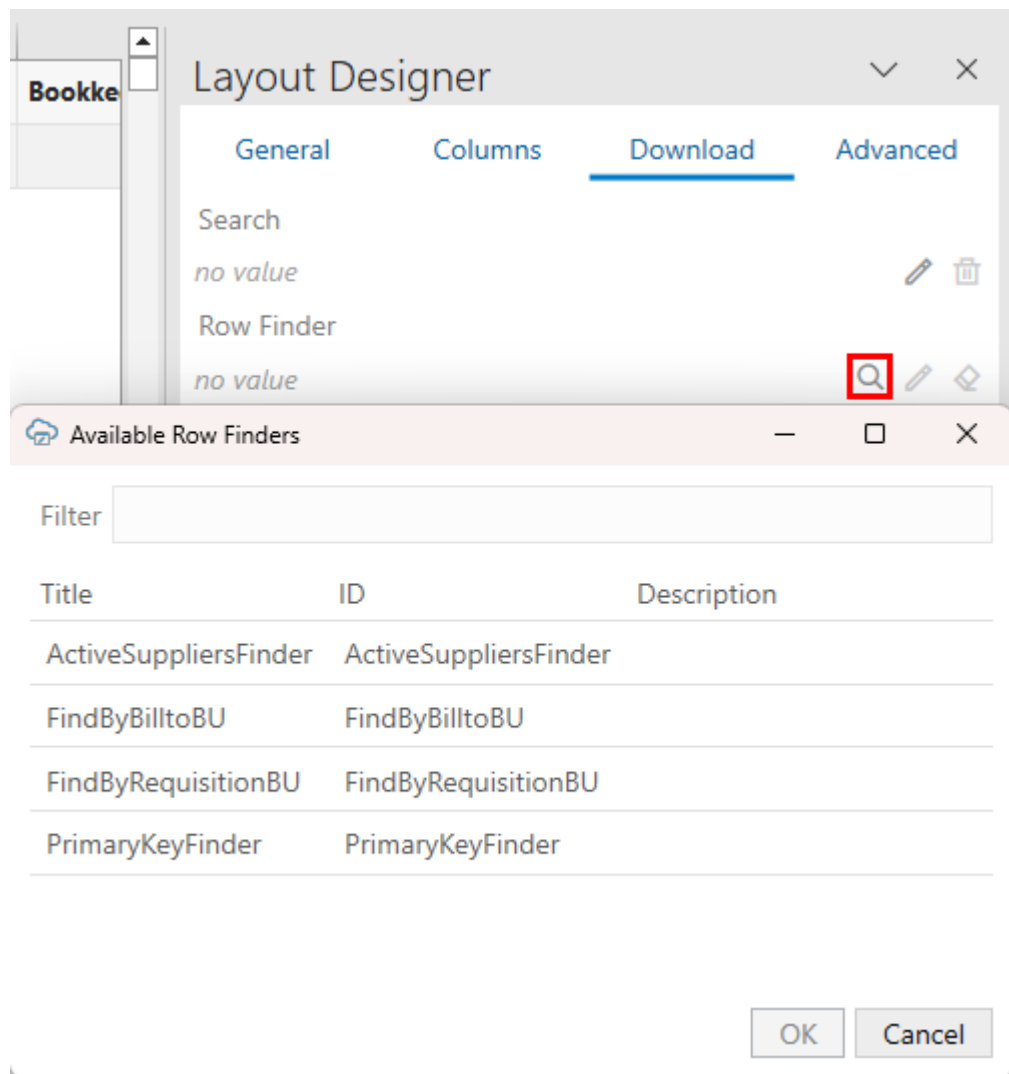 Bookke
Layout Designer
General Columns Download Advanced
Search
no value
Row Finder
no value
Available Row Finders
Filter
Title ID Description
ActiveSuppliersFinder ActiveSuppliersFinder
FindByBilltoBU FindByBilltoBU
FindByRequisitionBU FindByRequisitionBU
PrimaryKeyFinder PrimaryKeyFinder
OK Cancel